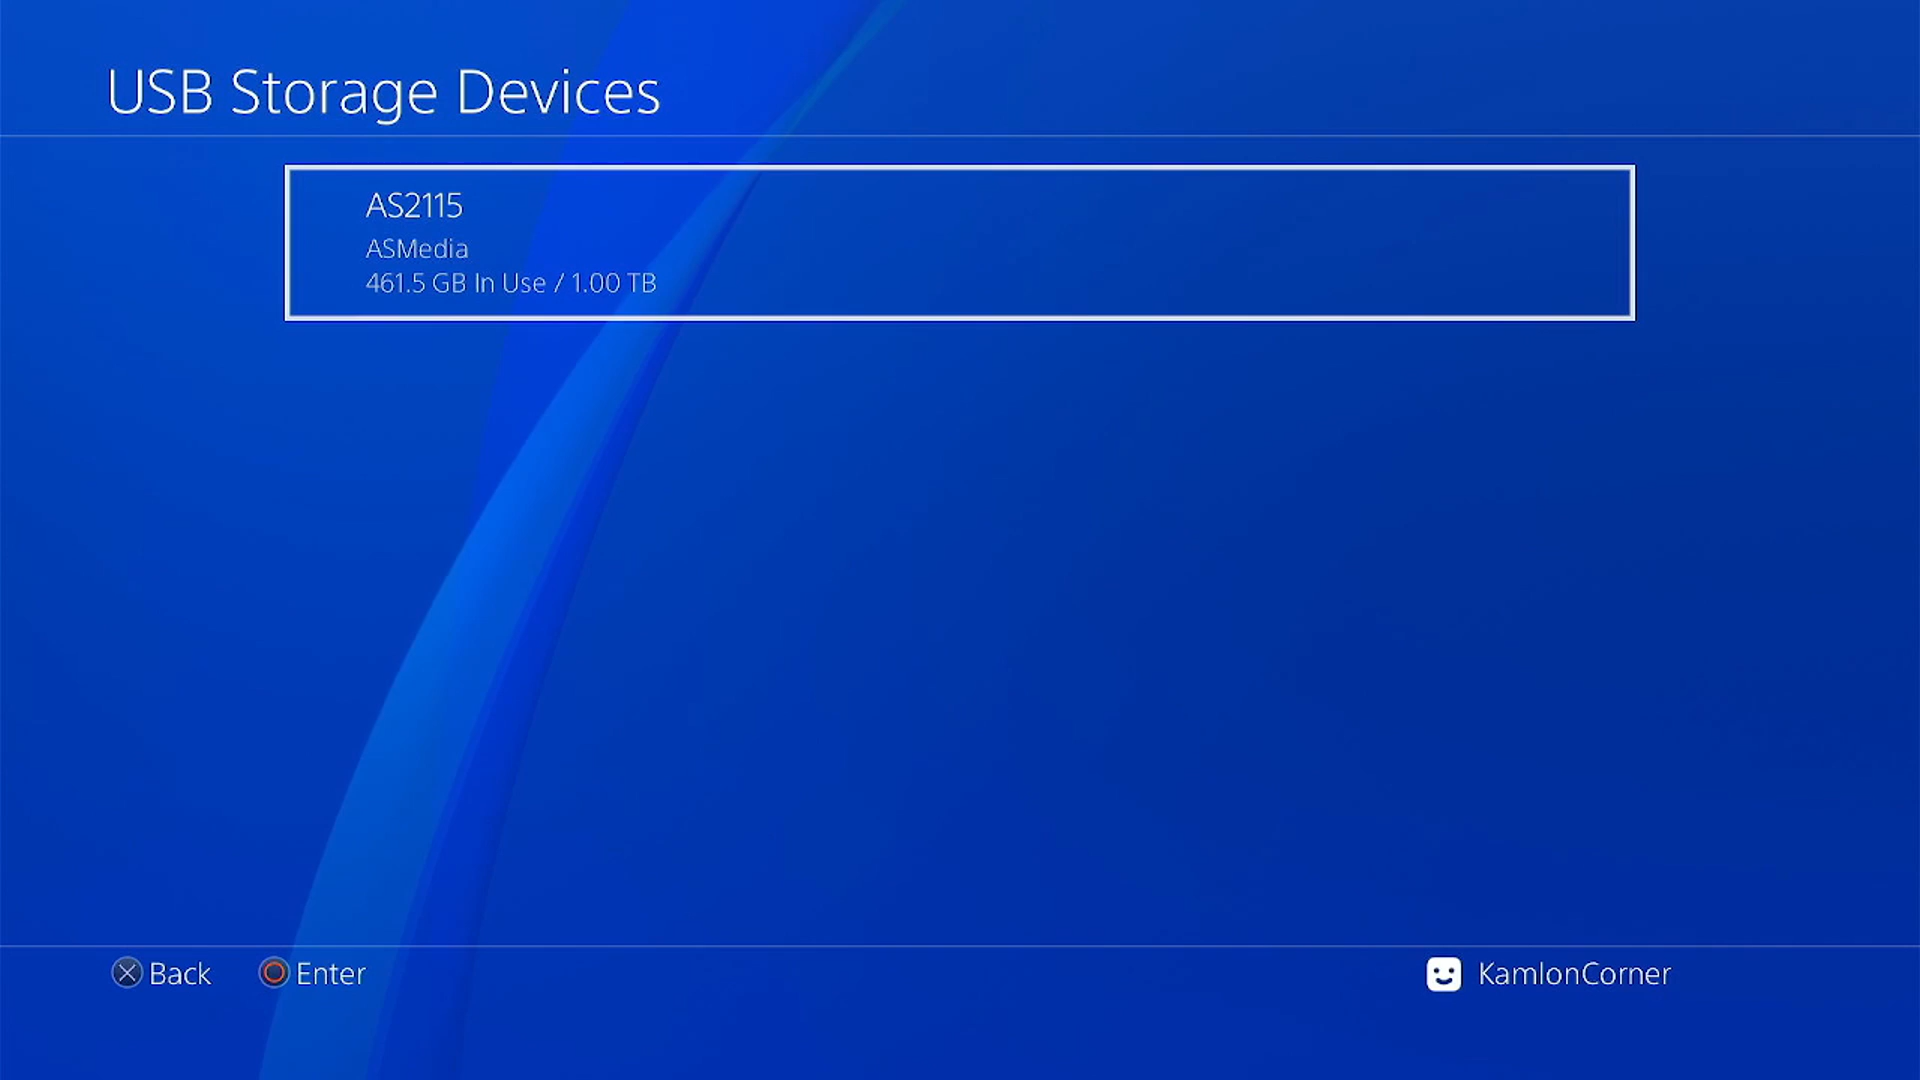 USB Storage Devices
AS2115
ASMedia
461.5 GB In Use / 1.00 TB
Back
Enter
KamlonCorner